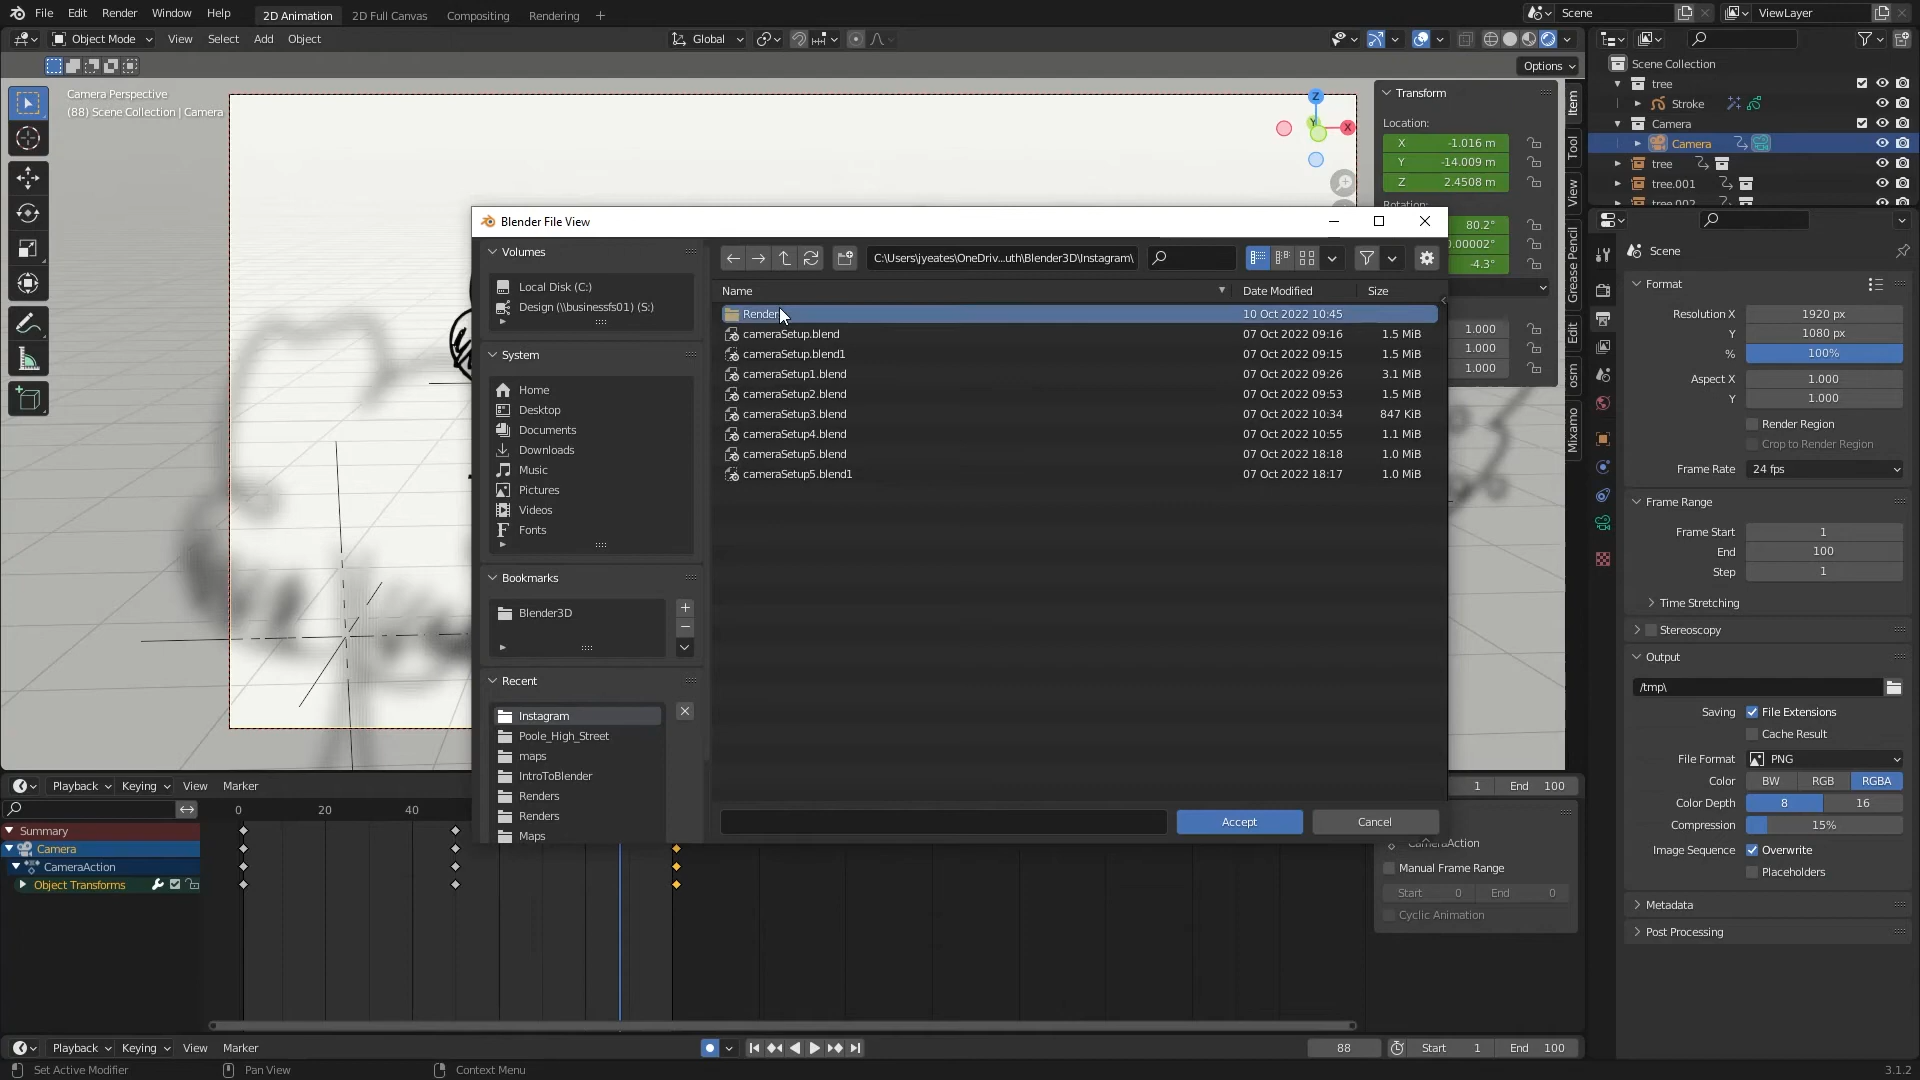 File Edit Render Window Help 2D Animation 2D Full Canvas Compositing Rendering + Scene ViewLayer
Object Mode View Select Add Object Global
Options
Camera Perspective
(88) Scene Collection | Camera
Z
Y
X
Transform
Location:
X -1.016 m
Y -14.009 m
Z 2.4508 m
Rotation:
80.2°
0.00002°
-4.3°
1.000
1.000
1.000
Item
Tool
View
Grease Pencil
Edit
osm
Mixamo
Scene Collection
tree
Stroke
Camera
Camera
tree
tree.001
tree.002
Blender File View
Volumes
Local Disk (C:)
Design (\\businessfs01) (S:)
System
Home
Desktop
Documents
Downloads
Music
Pictures
Videos
Fonts
Bookmarks
Blender3D
Recent
Instagram
Poole_High_Street
maps
IntroToBlender
Renders
Renders
Maps
C:\Users\jyeates\OneDriv...uth\Blender3D\Instagram\
Name Date Modified Size
Render 10 Oct 2022 10:45
cameraSetup.blend 07 Oct 2022 09:16 1.5 MiB
cameraSetup.blend1 07 Oct 2022 09:15 1.5 MiB
cameraSetup1.blend 07 Oct 2022 09:26 3.1 MiB
cameraSetup2.blend 07 Oct 2022 09:53 1.5 MiB
cameraSetup3.blend 07 Oct 2022 10:34 847 KiB
cameraSetup4.blend 07 Oct 2022 10:55 1.1 MiB
cameraSetup5.blend 07 Oct 2022 18:18 1.0 MiB
cameraSetup5.blend1 07 Oct 2022 18:17 1.0 MiB
Accept Cancel
Scene
Format
Resolution X 1920 px
Y 1080 px
% 100%
Aspect X 1.000
Y 1.000
Render Region
Crop to Render Region
Frame Rate 24 fps
Frame Range
Frame Start 1
End 100
Step 1
Time Stretching
Stereoscopy
Output
/tmp\
Saving File Extensions
Cache Result
File Format PNG
Color BW RGB RGBA
Color Depth 8 16
Compression 15%
Image Sequence Overwrite
Placeholders
Metadata
Post Processing
Playback Keying View Marker 1 End 100
0 20 40
Summary
Camera
CameraAction
Object Transforms
CameraAction
Manual Frame Range
Start 0 End 0
Cyclic Animation
Playback Keying View Marker 88 Start 1 End 100
Set Active Modifier Pan View Context Menu 3.1.2